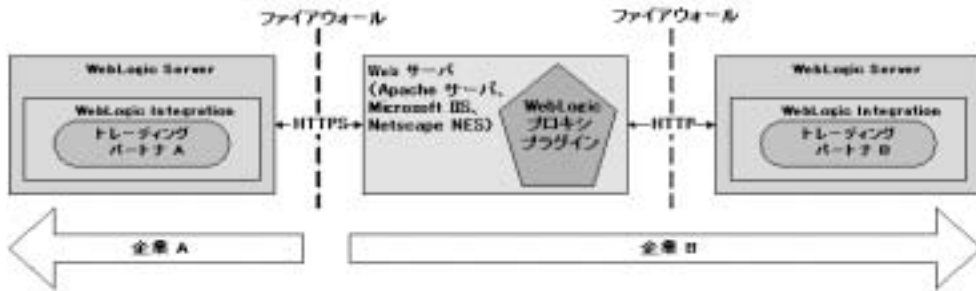 ファイアウォール
ファイアウォール
WebLogic Server
WebLogic Integration
トレーディング
パートナ A
HTTPS
Web サーバ
(Apache サーバ、
Microsoft IIS、
Netscape NES)
WebLogic
プロキシ
プラグイン
HTTP
WebLogic Server
WebLogic Integration
トレーディング
パートナ B
企業 A
企業 B